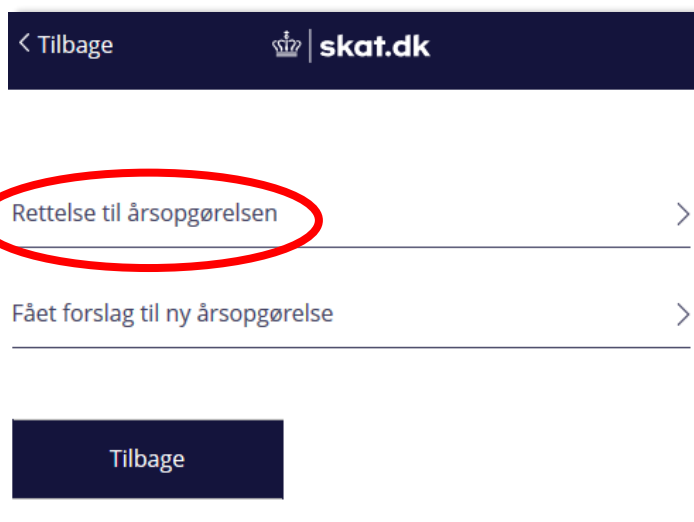 < Tilbage
skat.dk
Rettelse til årsopgørelsen
Fået forslag til ny årsopgørelse
Tilbage